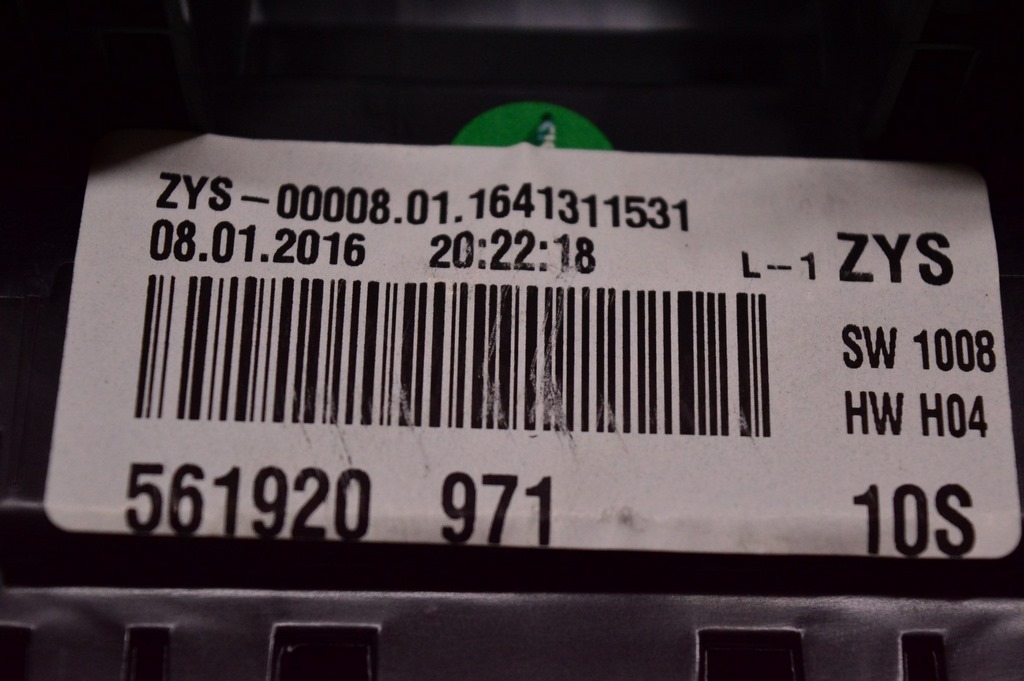 ZYS-00008.01.1641311531
08.01.2016 20:22:18
L--1 ZYS
SW 1008
HW H04
561920 971 10S